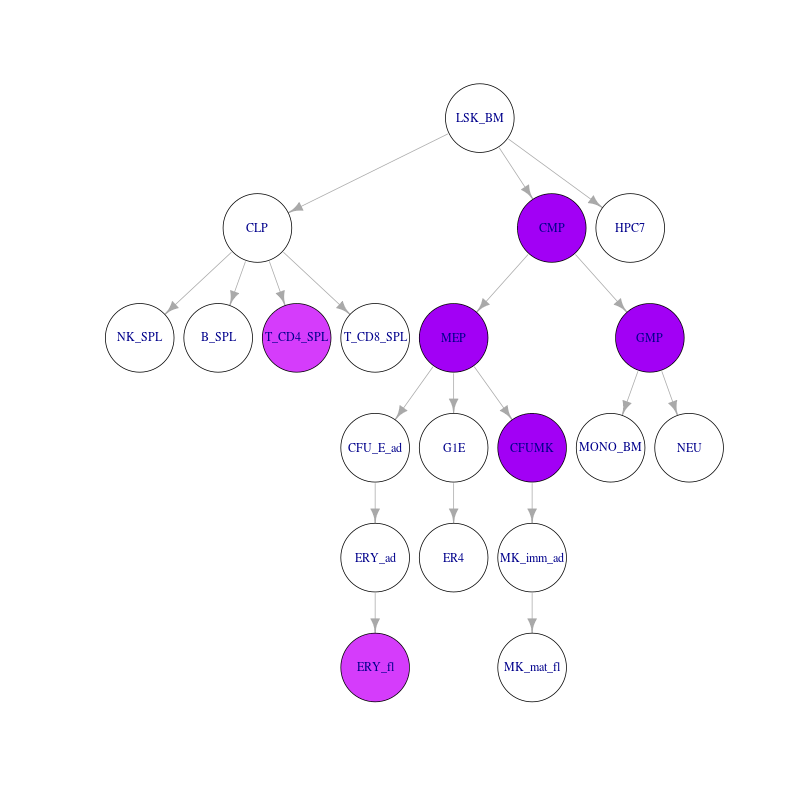 LSK_BM
CLP
CMP
HPC7
NK_SPL
B_SPL
T_CD4_SPL
T_CD8_SPL
MEP
GMP
CFU_E_ad
G1E
CFUMK
MONO_BM
NEU
ERY_ad
ER4
MK_imm_ad
ERY_fl
MK_mat_fl